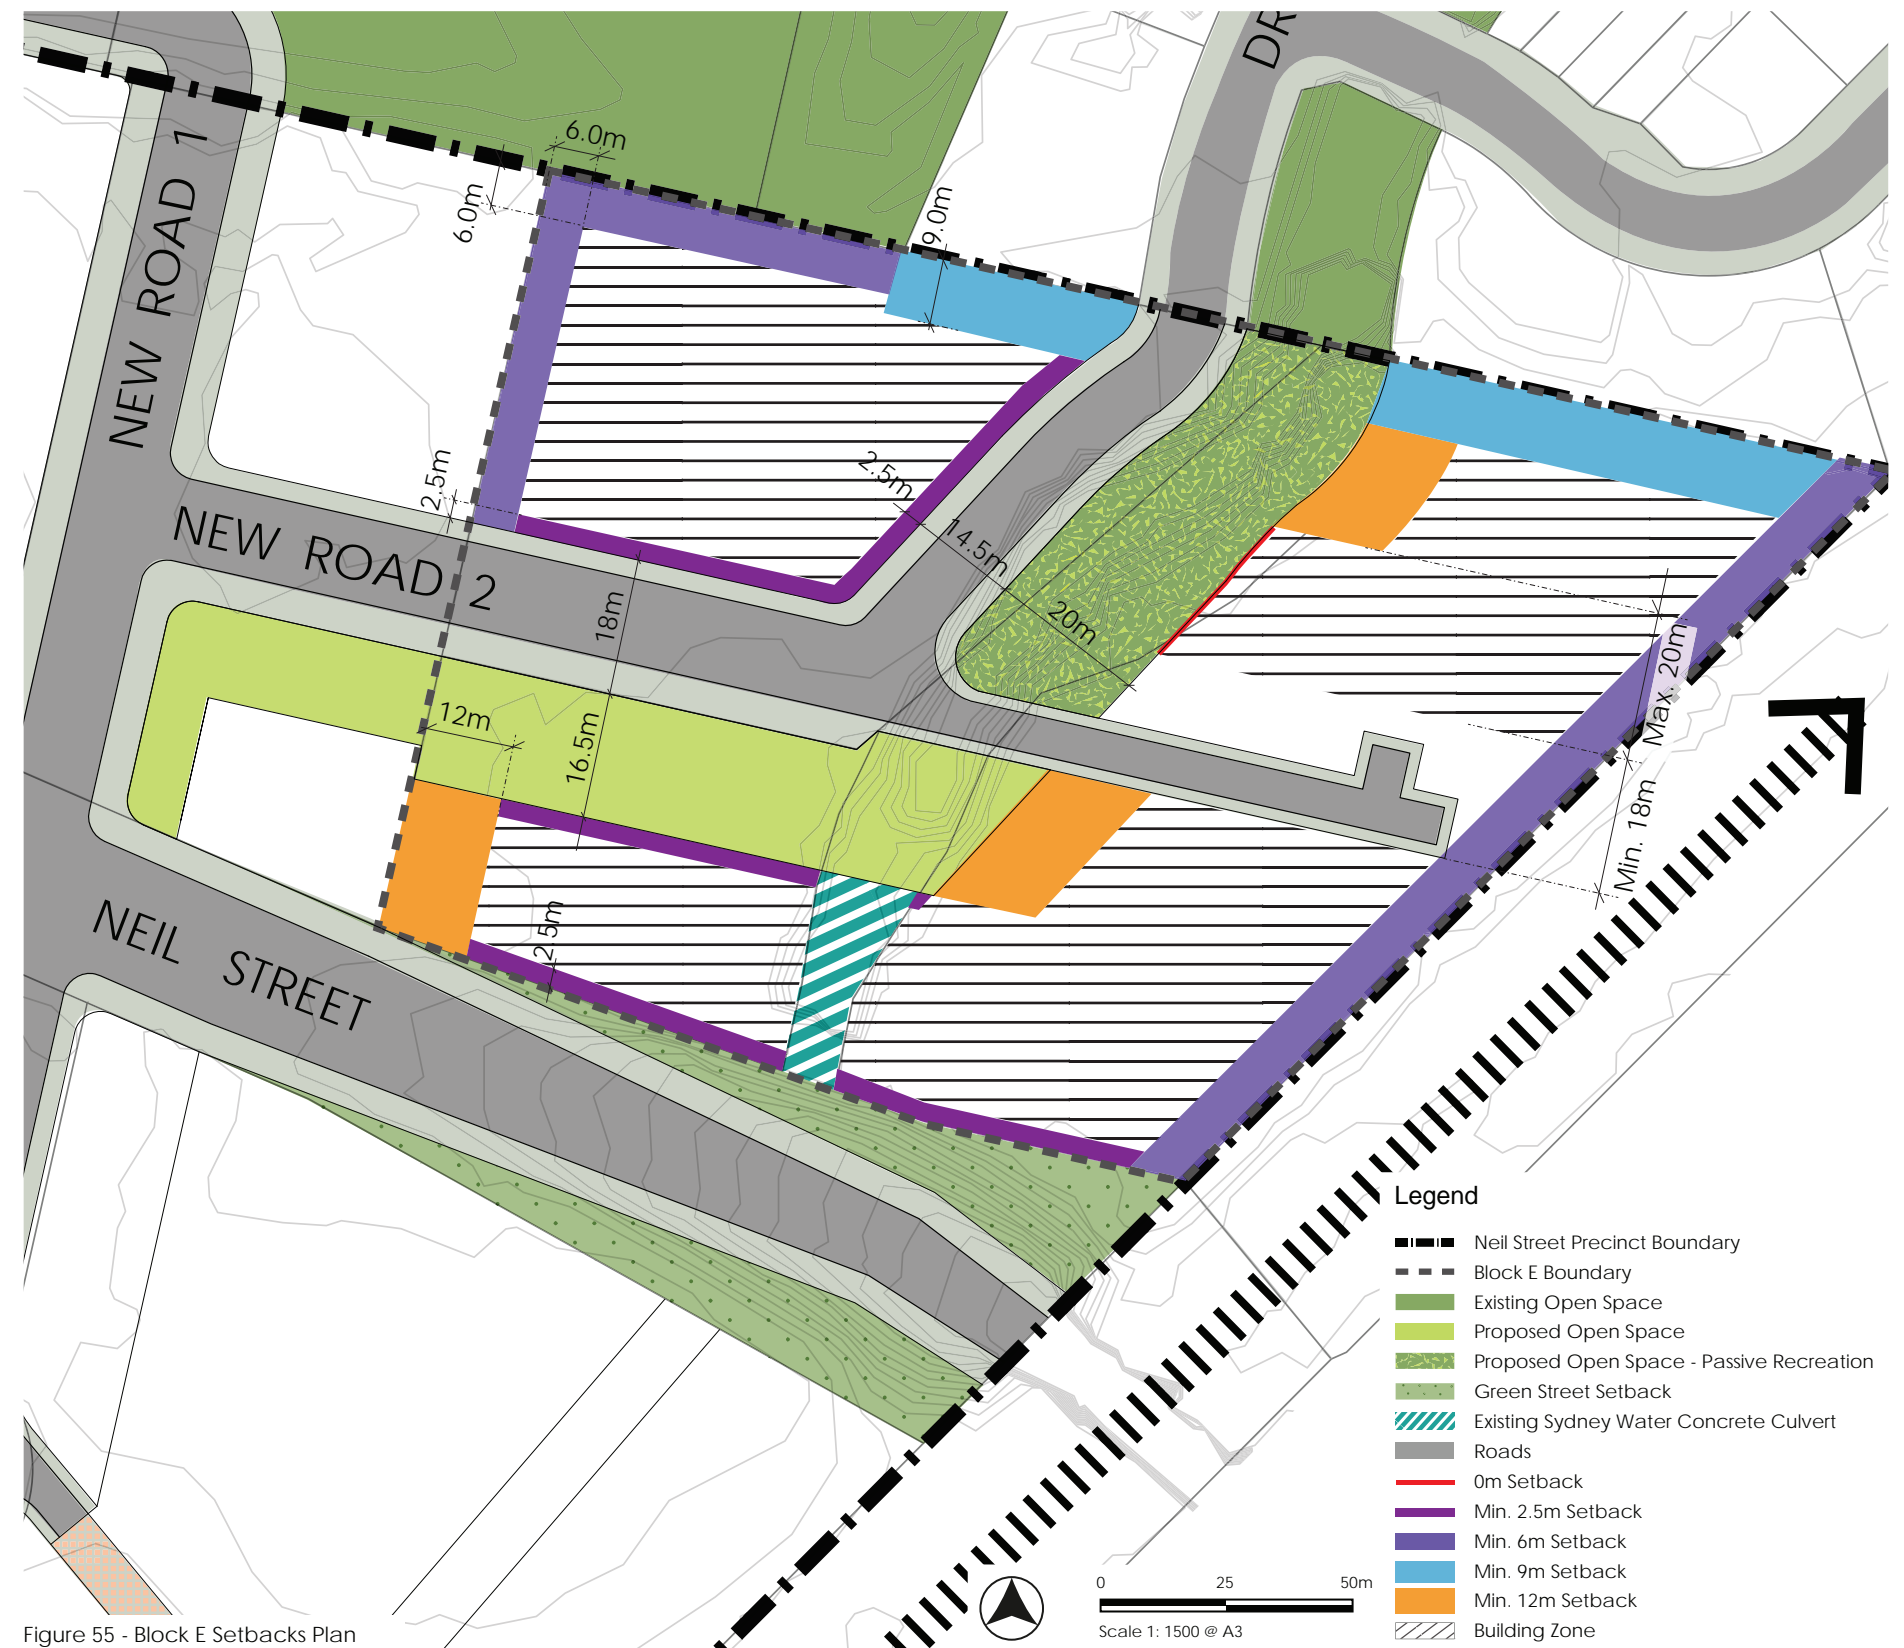 DR
6.0m
6.0m
NEW ROAD 1
9.0m
2.5m
2.5m
NEW ROAD 2
14.5m
18m
20m
12m
16.5m
Max. 20m
Min. 18m
2.5m
NEIL STREET
Legend
Neil Street Precinct Boundary
Block E Boundary
Existing Open Space
Proposed Open Space
Proposed Open Space - Passive Recreation
Green Street Setback
Existing Sydney Water Concrete Culvert
Roads
0m Setback
Min. 2.5m Setback
Min. 6m Setback
Min. 9m Setback
Min. 12m Setback
Building Zone
0 25 50m
Scale 1: 1500 @ A3
Figure 55 - Block E Setbacks Plan